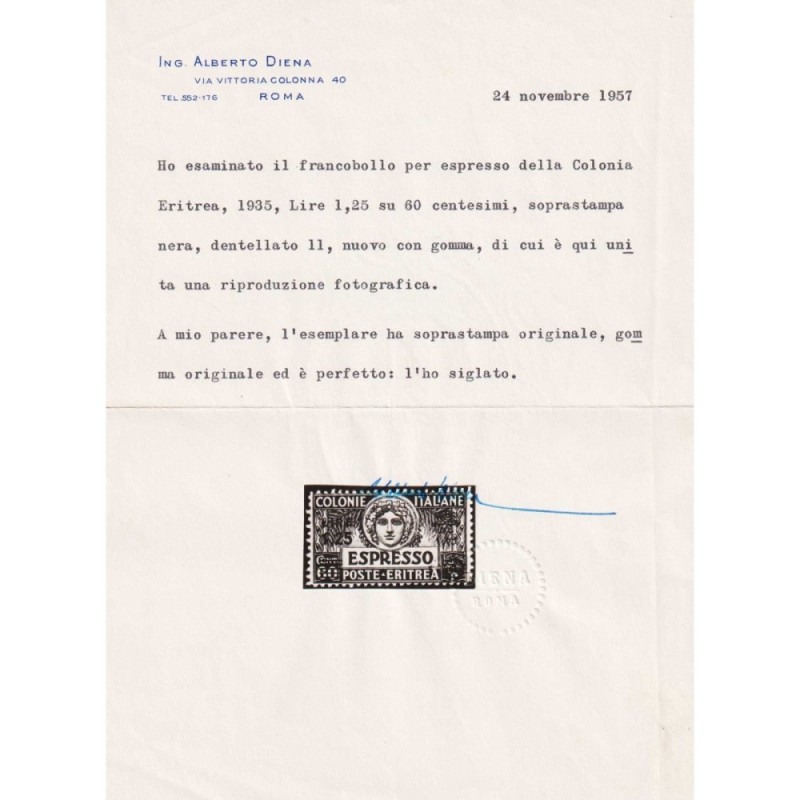 ING. ALBERTO DIENA
VIA VITTORIA COLONNA 40
TEL. 552-176 ROMA
24 novembre 1957
Ho esaminato il francobollo per espresso della Colonia
Eritrea, 1935, Lire 1,25 su 60 centesimi, soprastampa
nera, dentellato 11, nuovo con gomma, di cui è qui uni
ta una riproduzione fotografica.
A mio parere, l'esemplare ha soprastampa originale, gom
ma originale ed è perfetto: l'ho siglato.
COLONIE ITALIANE
1,25
ESPRESSO
60 POSTE·ERITREA
DIENA
ROMA